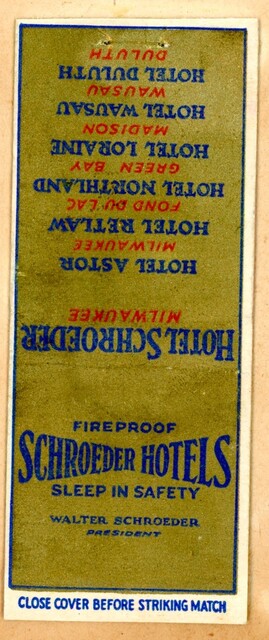 HOTEL SCHROEDER
MILWAUKEE
HOTEL ASTOR
MILWAUKEE
HOTEL RETLAW
FOND DU LAC
HOTEL NORTHLAND
GREEN BAY
HOTEL LORAINE
MADISON
HOTEL WAUSAU
WAUSAU
HOTEL DULUTH
DULUTH
FIREPROOF
SCHROEDER HOTELS
SLEEP IN SAFETY
WALTER SCHROEDER
PRESIDENT
CLOSE COVER BEFORE STRIKING MATCH